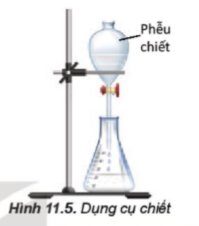 Phễu
chiết
Hình 11.5. Dụng cụ chiết